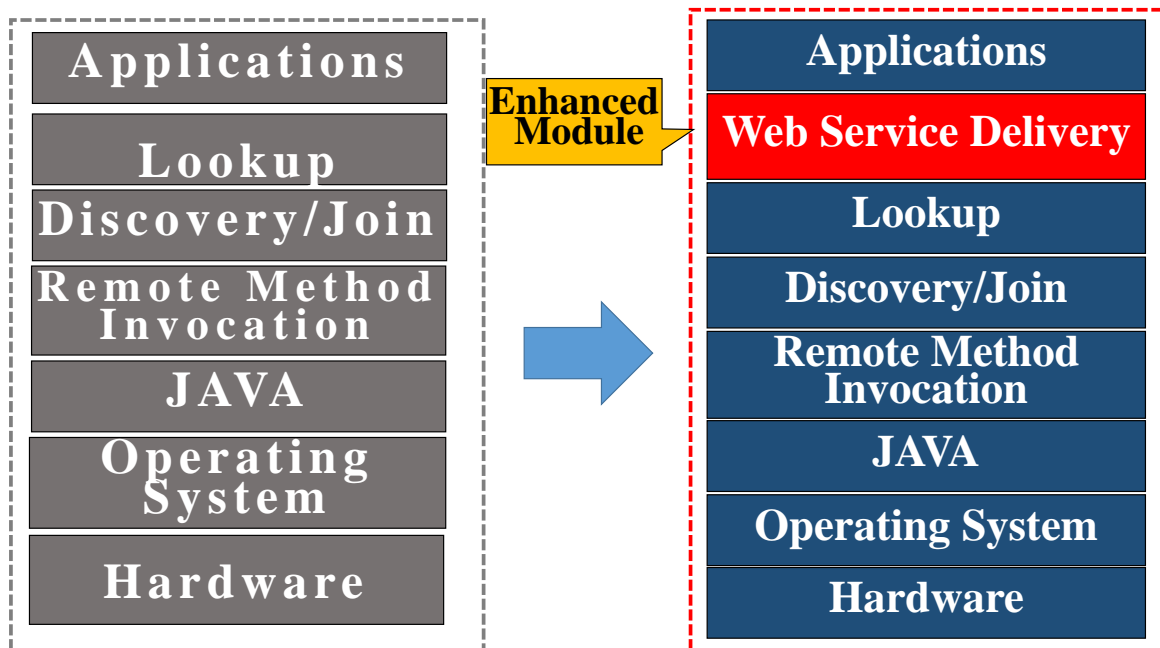 Applications
Lookup
Discovery/Join
Remote Method
Invocation
JAVA
Operating
System
Hardware
Enhanced
Module
Applications
Web Service Delivery
Lookup
Discovery/Join
Remote Method
Invocation
JAVA
Operating System
Hardware